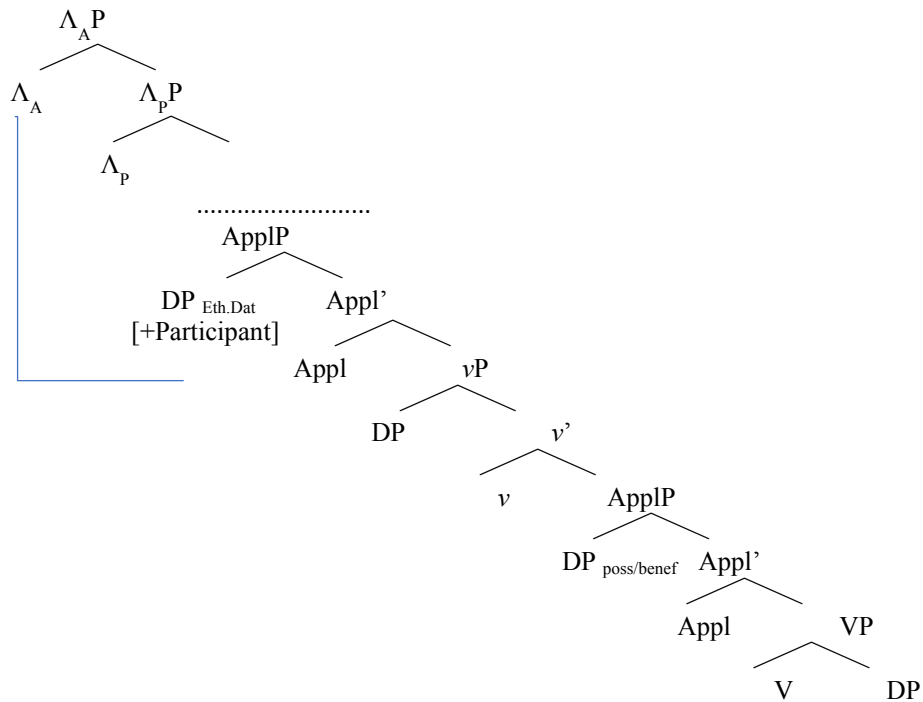 Λ_A P
Λ_A Λ_P P
Λ_P
........................
ApplP
DP Eth.Dat Appl’
[+Participant]
Appl vP
DP v’
v ApplP
DP poss/benef Appl’
Appl VP
V DP